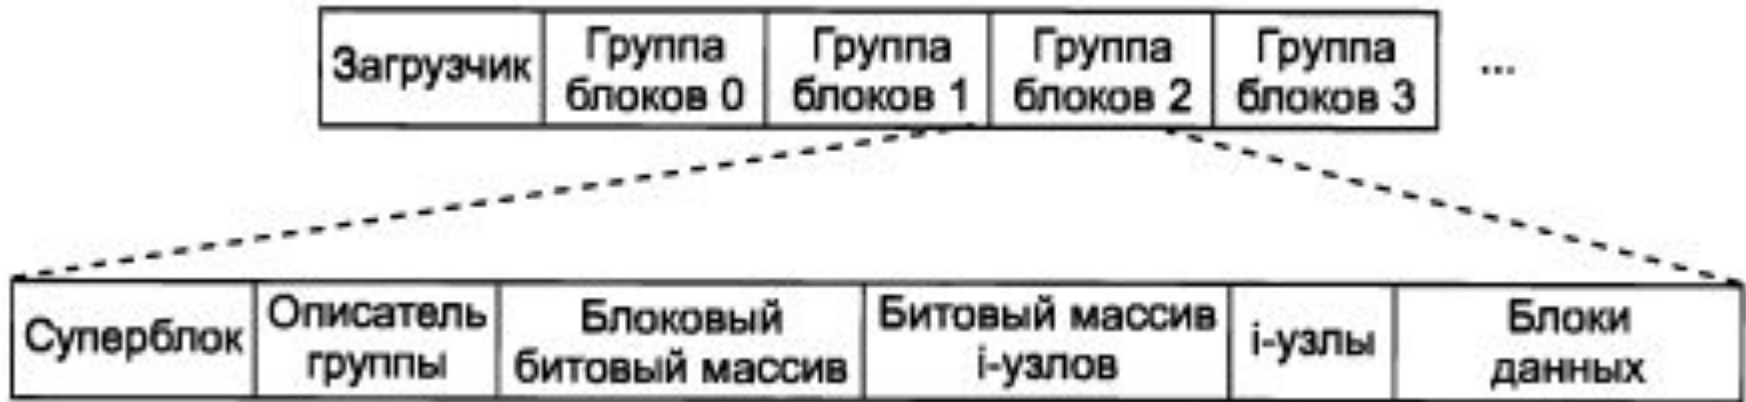 Загрузчик
Группа
блоков 0
Группа
блоков 1
Группа
блоков 2
Группа
блоков 3
...
Суперблок
Описатель
группы
Блоковый
битовый массив
Битовый массив
i-узлов
i-узлы
Блоки
данных